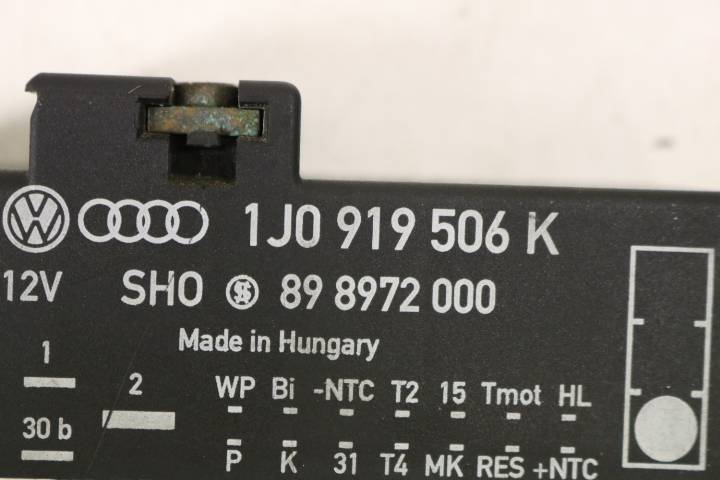 1J0 919 506 K
12V SHO 89 8972 000
Made in Hungary
1 2 WP Bi -NTC T2 15 Tmot HL
30 b P K 31 T4 MK RES +NTC